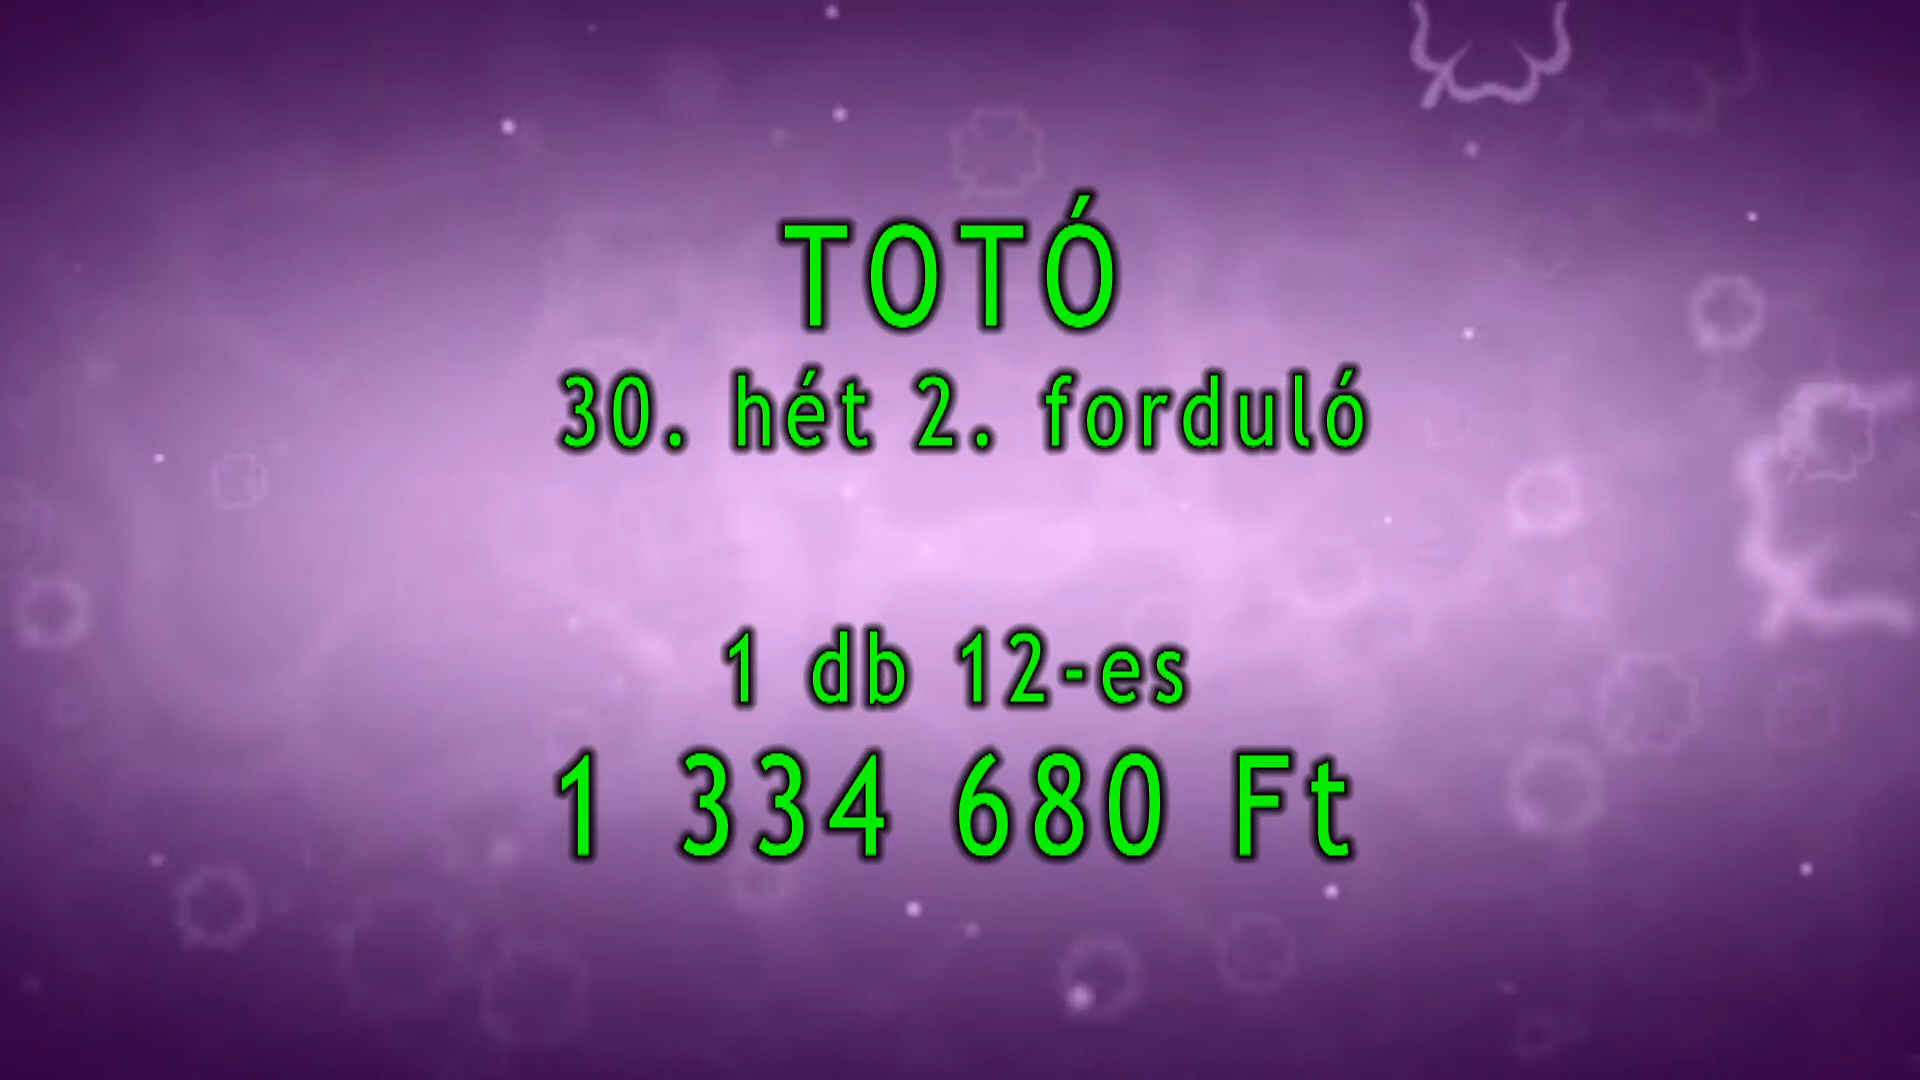 TOTÓ
30. hét 2. forduló
1 db 12-es
1 334 680 Ft